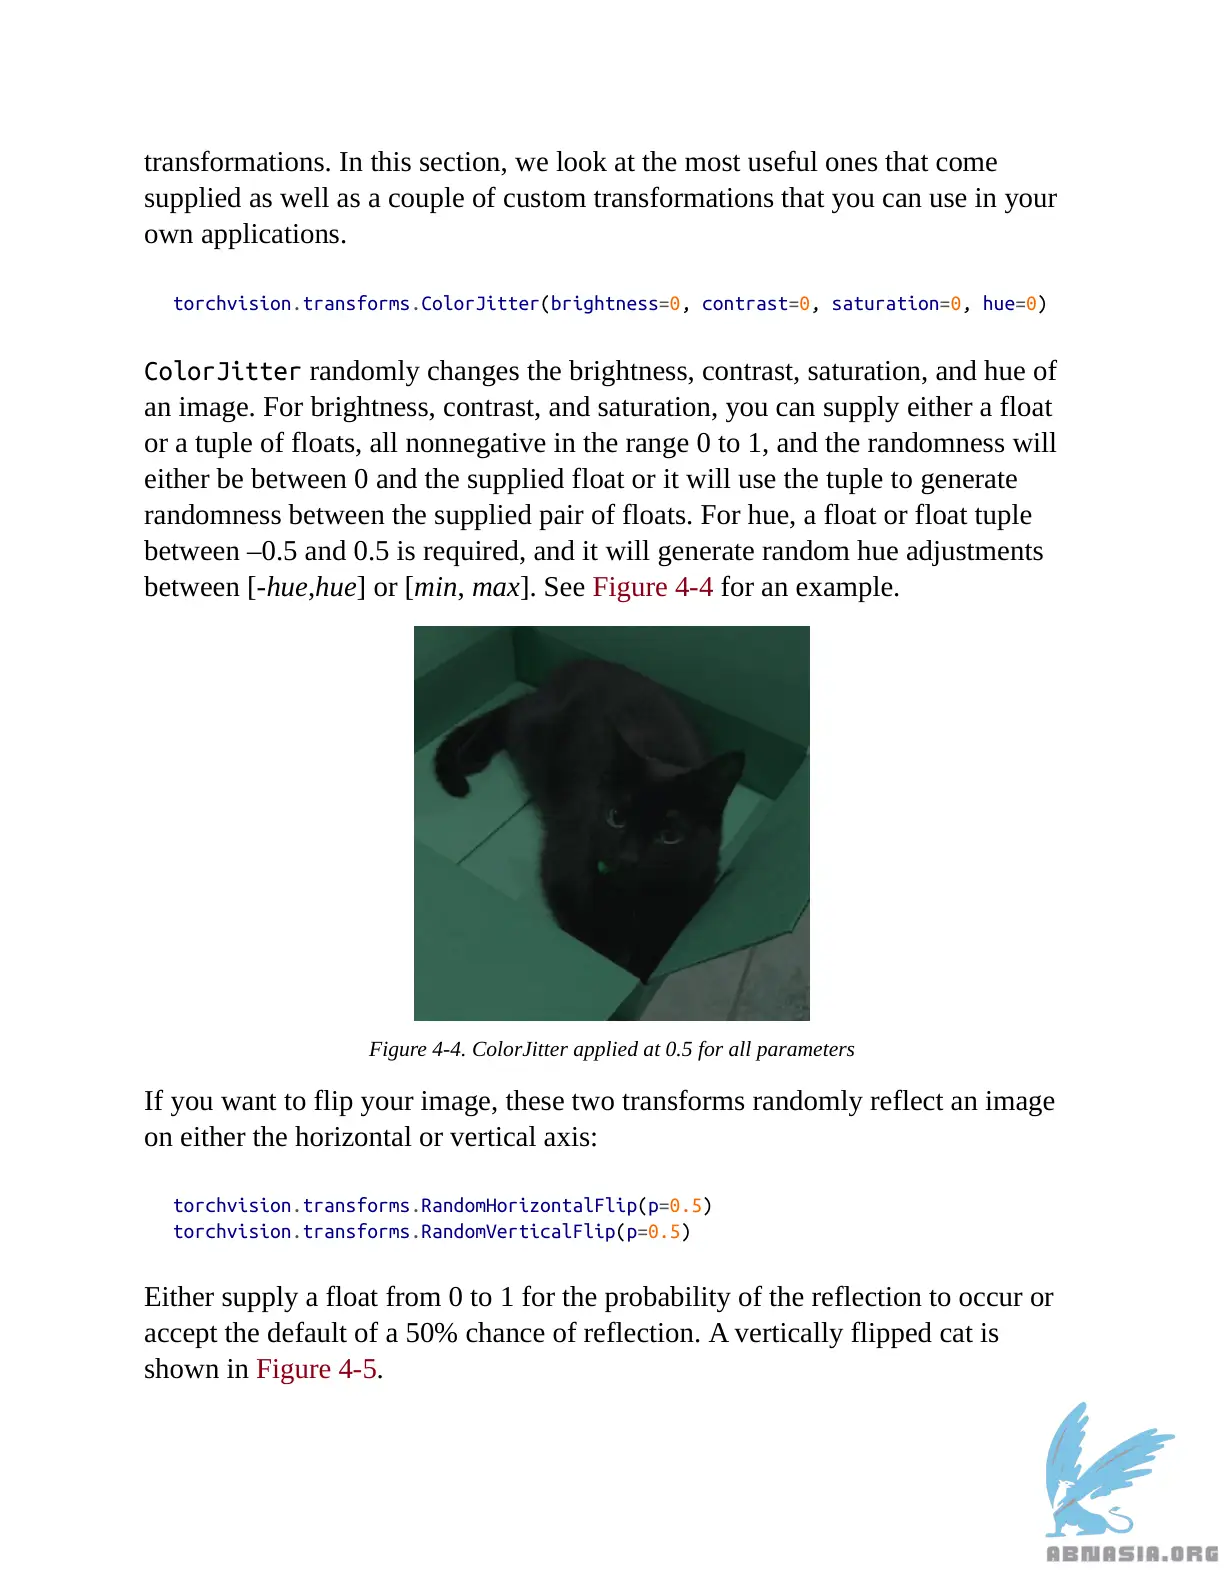 transformations. In this section, we look at the most useful ones that come
supplied as well as a couple of custom transformations that you can use in your
own applications.
torchvision.transforms.ColorJitter(brightness=0, contrast=0, saturation=0, hue=0)
ColorJitter randomly changes the brightness, contrast, saturation, and hue of
an image. For brightness, contrast, and saturation, you can supply either a float
or a tuple of floats, all nonnegative in the range 0 to 1, and the randomness will
either be between 0 and the supplied float or it will use the tuple to generate
randomness between the supplied pair of floats. For hue, a float or float tuple
between –0.5 and 0.5 is required, and it will generate random hue adjustments
between [-hue,hue] or [min, max]. See Figure 4-4 for an example.
Figure 4-4. ColorJitter applied at 0.5 for all parameters
If you want to flip your image, these two transforms randomly reflect an image
on either the horizontal or vertical axis:
torchvision.transforms.RandomHorizontalFlip(p=0.5)
torchvision.transforms.RandomVerticalFlip(p=0.5)
Either supply a float from 0 to 1 for the probability of the reflection to occur or
accept the default of a 50% chance of reflection. A vertically flipped cat is
shown in Figure 4-5.
ABNASIA.ORG